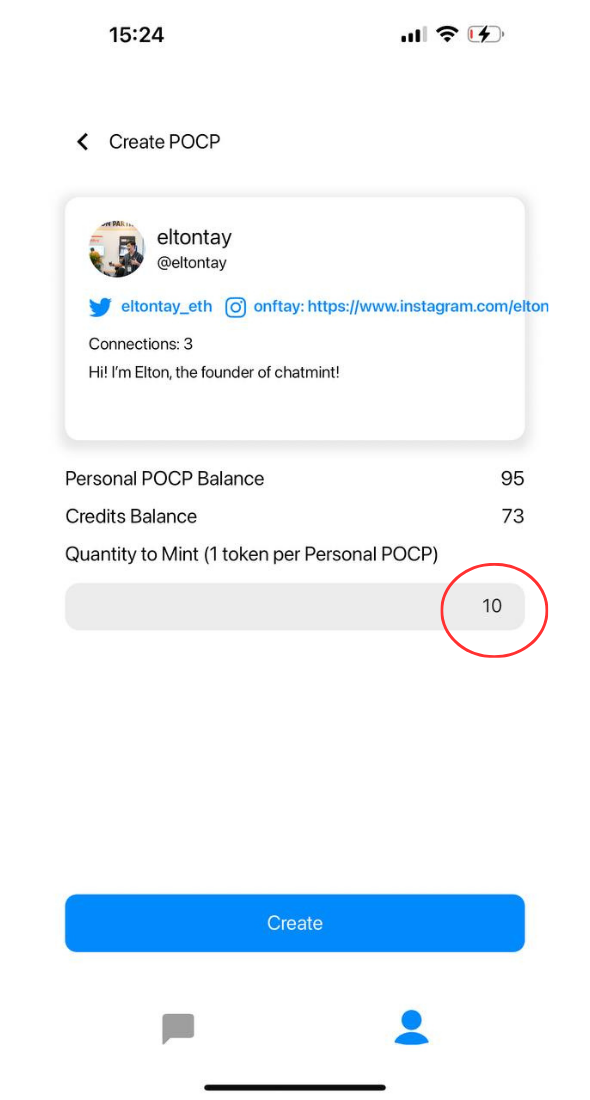 15:24
Create POCP
eltontay
@eltontay
eltontay_eth onftay: https://www.instagram.com/elton
Connections: 3
Hi! I'm Elton, the founder of chatmint!
Personal POCP Balance 95
Credits Balance 73
Quantity to Mint (1 token per Personal POCP)
10
Create